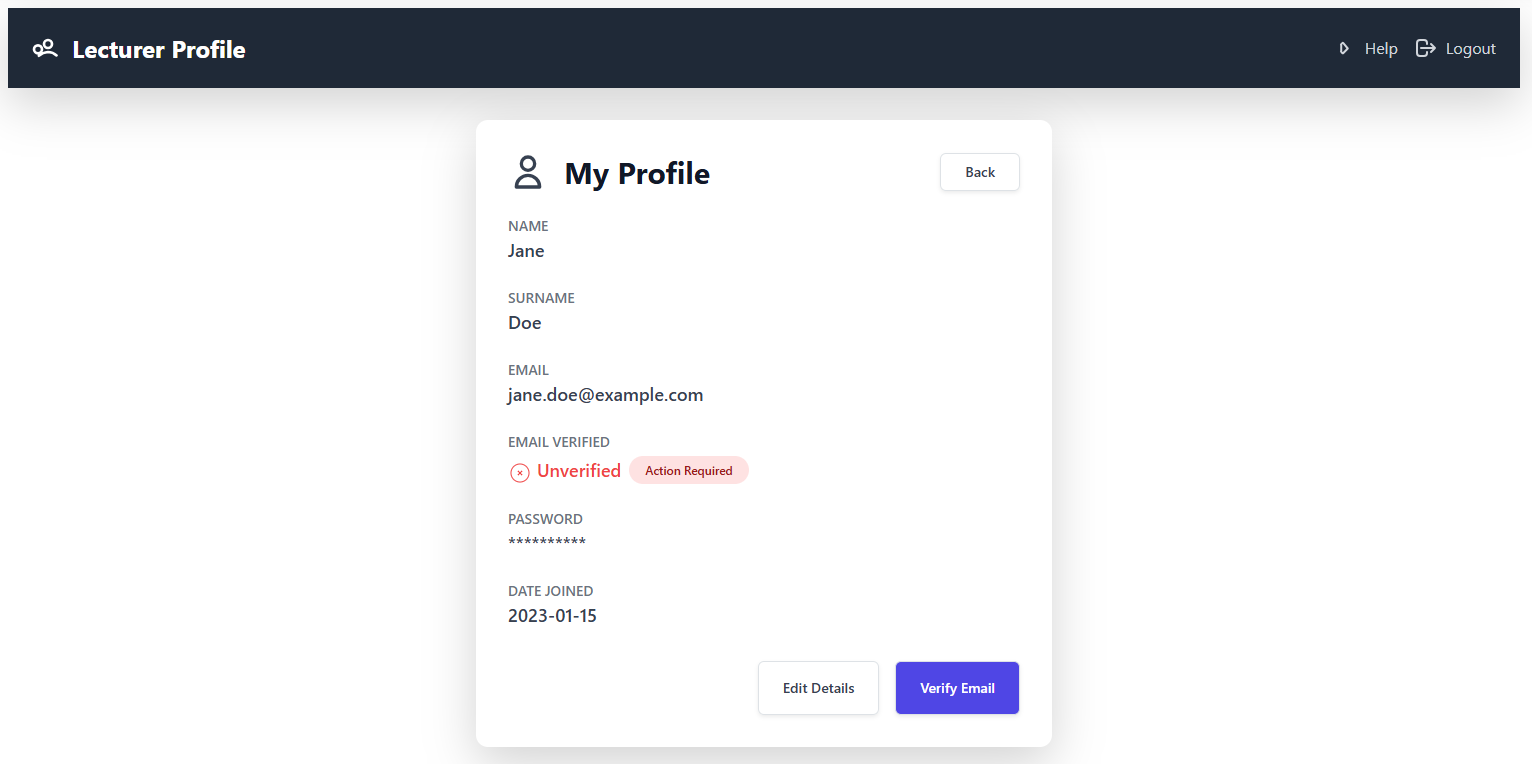 Lecturer Profile
Help
Logout
My Profile
Back
NAME
Jane
SURNAME
Doe
EMAIL
jane.doe@example.com
EMAIL VERIFIED
Unverified
Action Required
PASSWORD
**********
DATE JOINED
2023-01-15
Edit Details
Verify Email